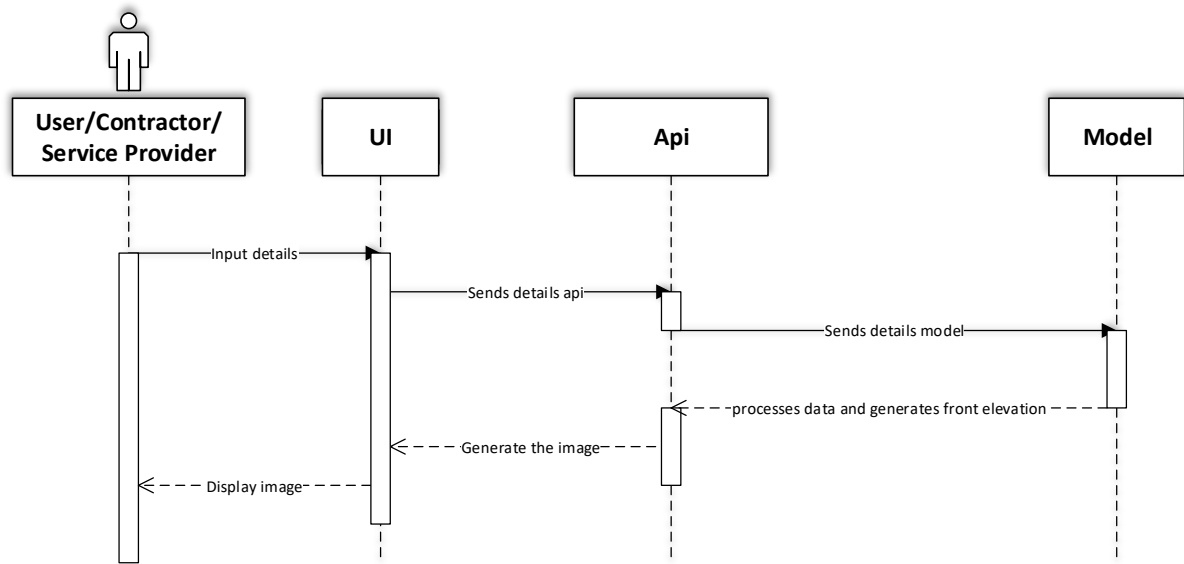 User/Contractor/
Service Provider
UI
Api
Model
Input details
Sends details api
Sends details model
processes data and generates front elevation
Generate the image
Display image